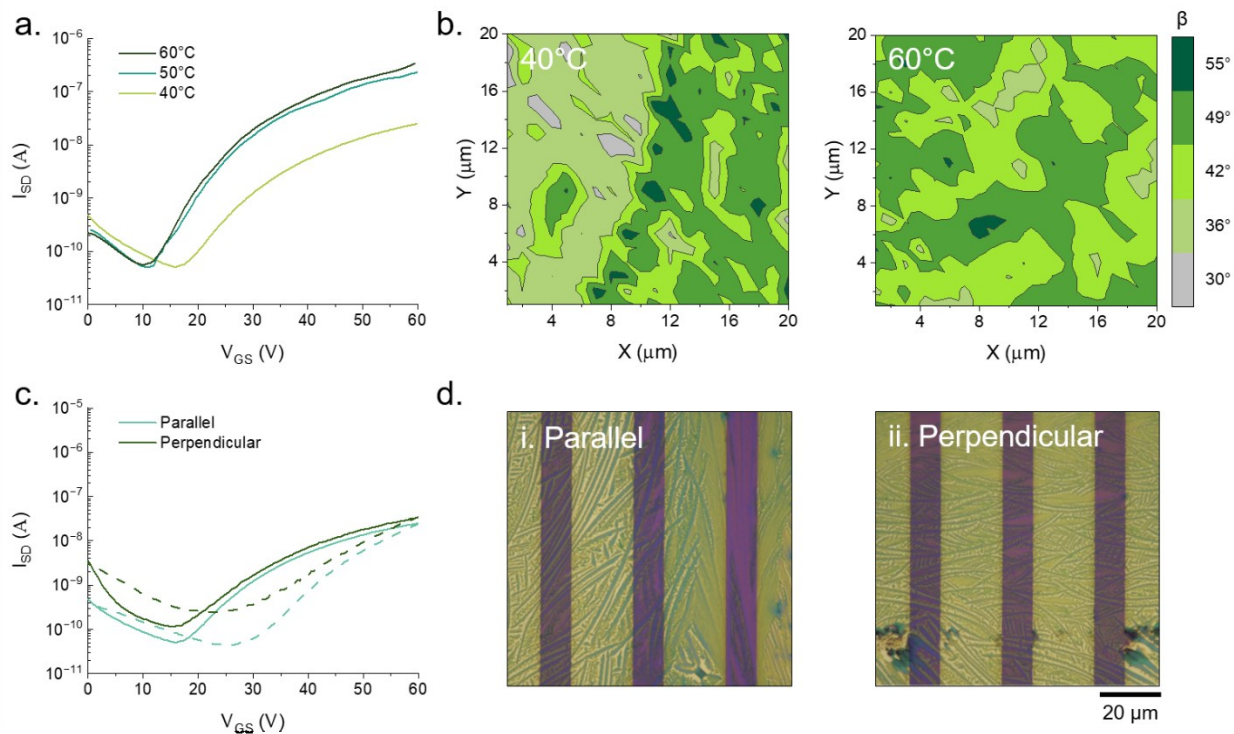 a.
10⁻⁶
10⁻⁷
10⁻⁸
10⁻⁹
10⁻¹⁰
10⁻¹¹
I_SD (A)
60°C
50°C
40°C
0 10 20 30 40 50 60
V_GS (V)
b.
40°C
20
16
12
8
4
Y (μm)
4 8 12 16 20
X (μm)
60°C
20
16
12
8
4
Y (μm)
4 8 12 16 20
X (μm)
β
55°
49°
42°
36°
30°
c.
10⁻⁵
10⁻⁶
10⁻⁷
10⁻⁸
10⁻⁹
10⁻¹⁰
10⁻¹¹
I_SD (A)
Parallel
Perpendicular
0 10 20 30 40 50 60
V_GS (V)
d.
i. Parallel
ii. Perpendicular
20 μm